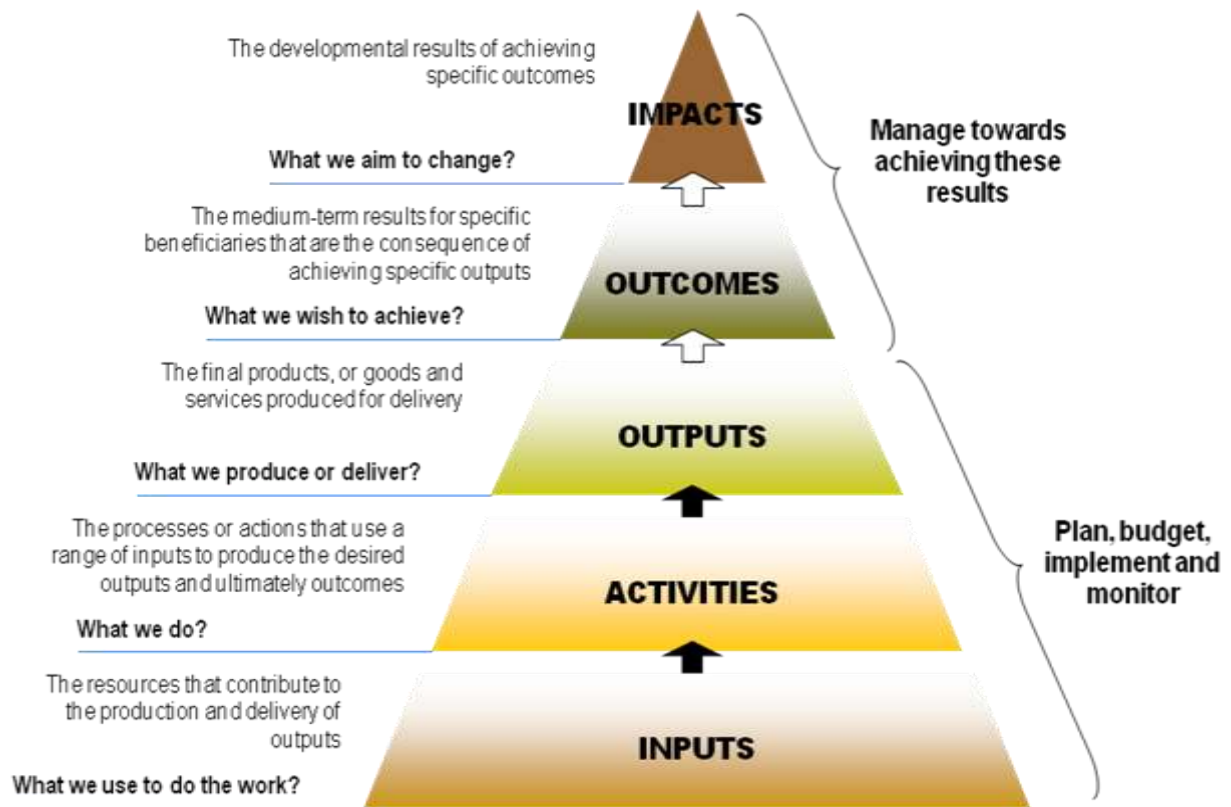 The developmental results of achieving
specific outcomes
IMPACTS
What we aim to change?
Manage towards
achieving these
results
The medium-term results for specific
beneficiaries that are the consequence of
achieving specific outputs
OUTCOMES
What we wish to achieve?
The final products, or goods and
services produced for delivery
OUTPUTS
What we produce or deliver?
The processes or actions that use a
range of inputs to produce the desired
outputs and ultimately outcomes
ACTIVITIES
What we do?
Plan, budget,
implement and
monitor
The resources that contribute to
the production and delivery of
outputs
INPUTS
What we use to do the work?